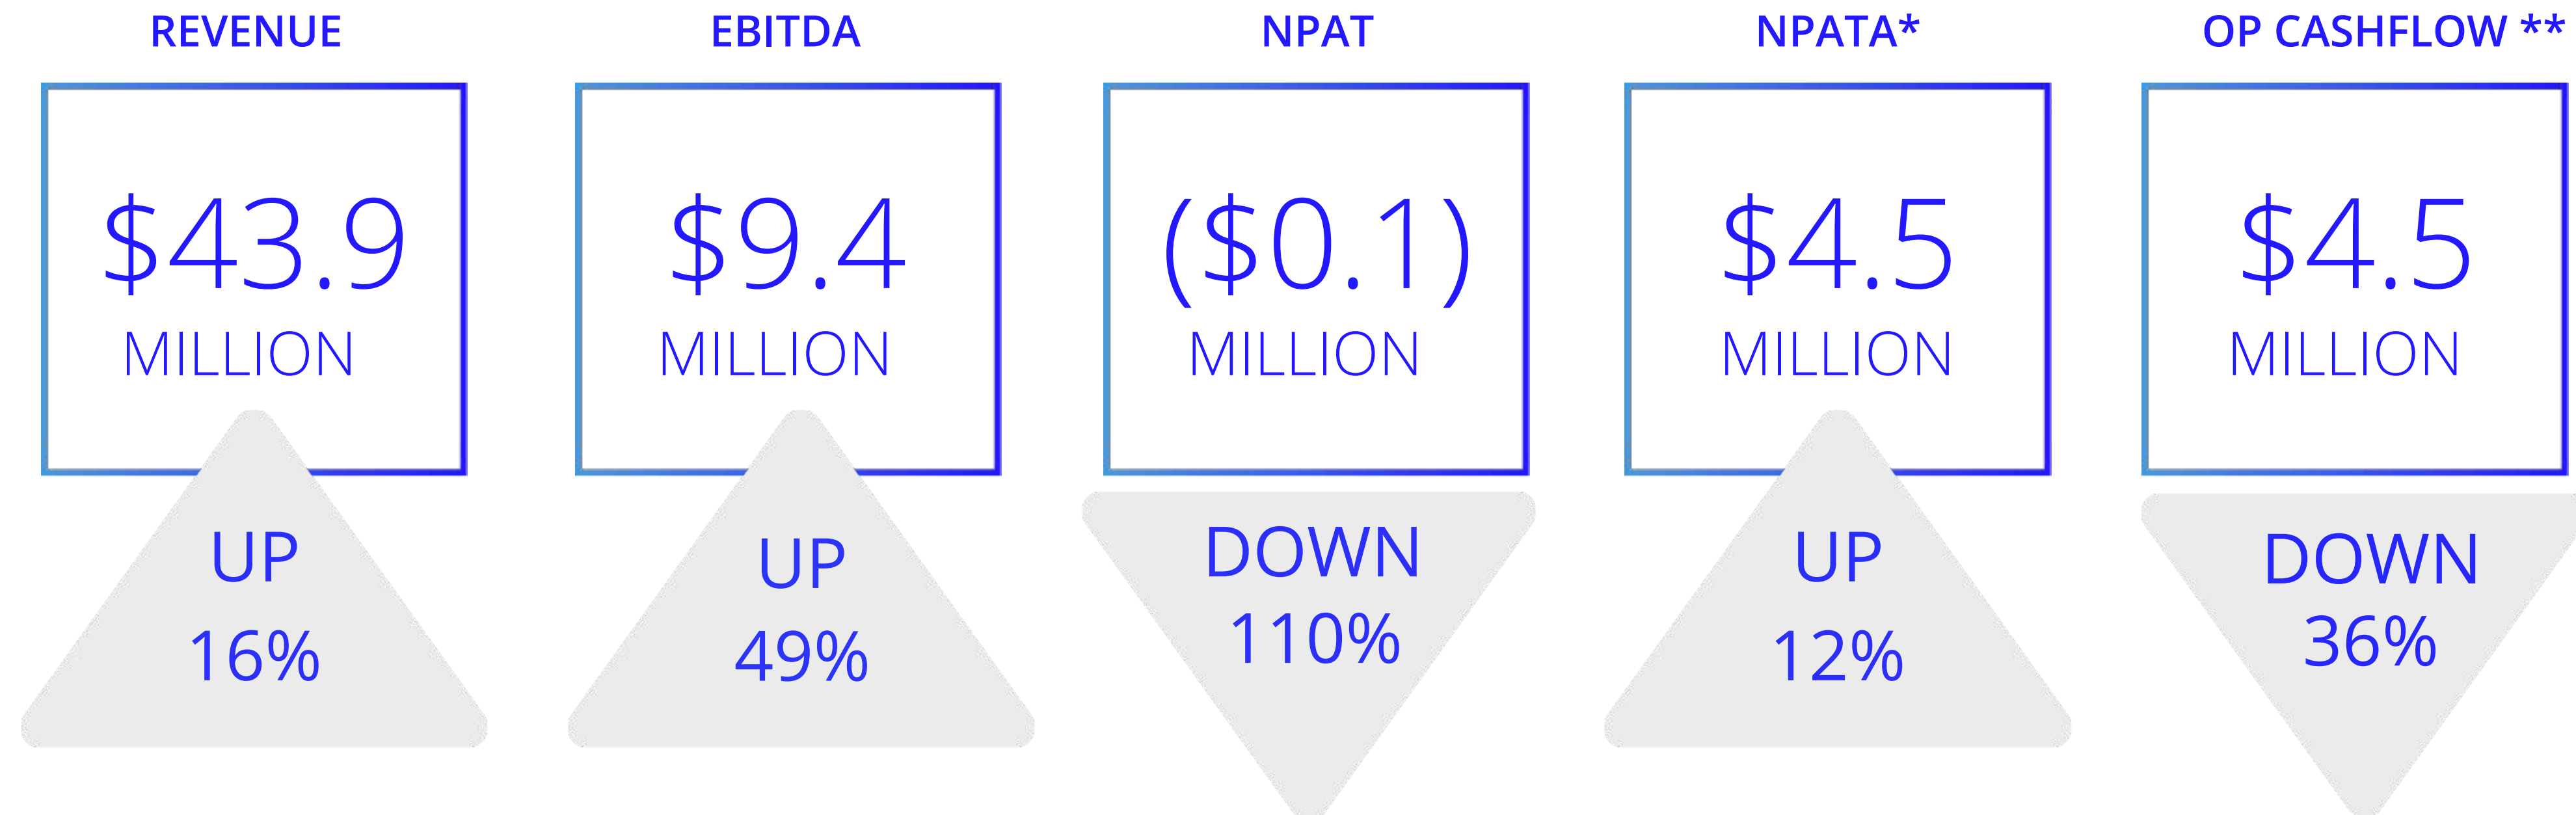 REVENUE
$43.9
MILLION
UP
16%
EBITDA
$9.4
MILLION
UP
49%
NPAT
($0.1)
MILLION
DOWN
110%
NPATA*
$4.5
MILLION
UP
12%
OP CASHFLOW **
$4.5
MILLION
DOWN
36%